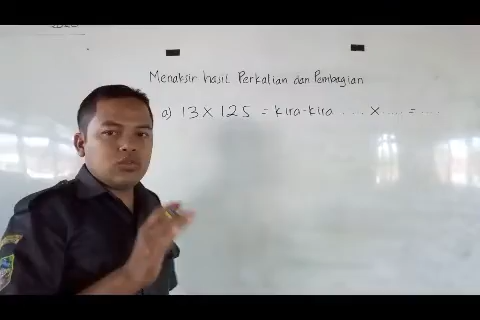 Menaksir hasil Perkalian dan Pembagian
a) 13 X 125 = kira-kira .... X .... = ....